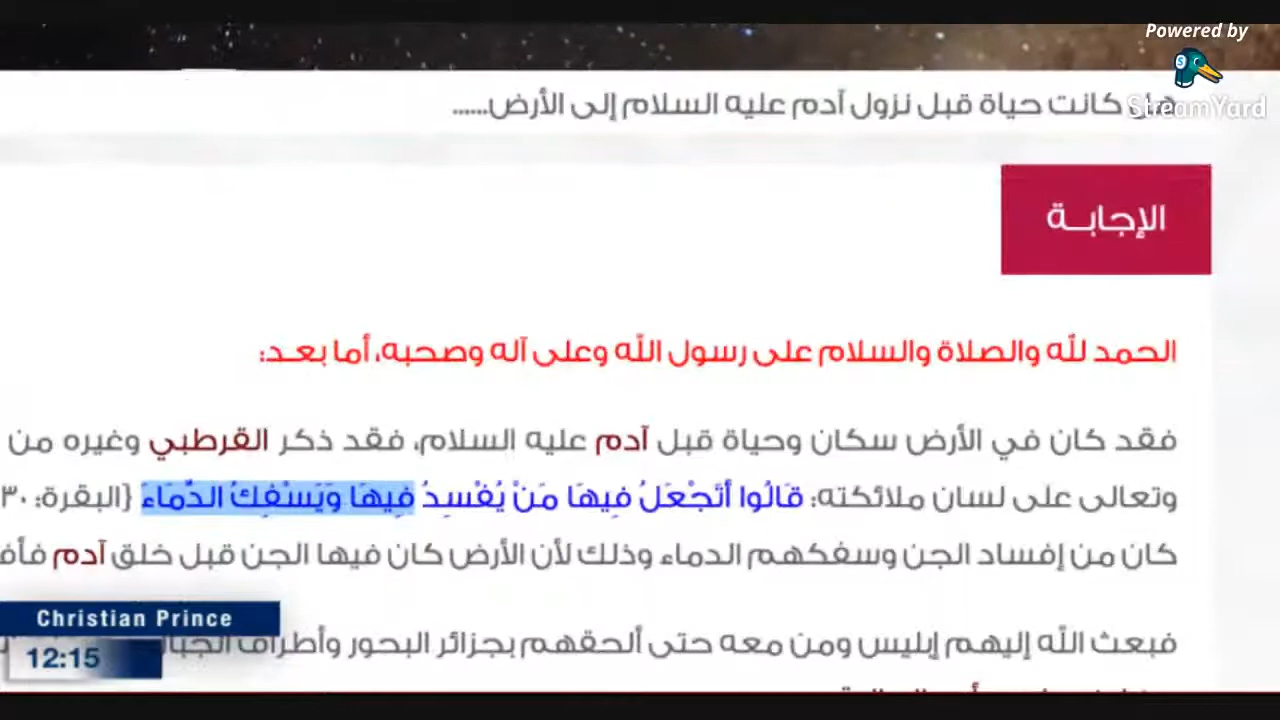 Powered by
StreamYard
هل كانت حياة قبل نزول آدم عليه السلام إلى الأرض......
الإجابــة
الحمد لله والصلاة والسلام على رسول الله وعلى آله وصحبه، أما بعـد:
فقد كان في الأرض سكان وحياة قبل آدم عليه السلام، فقد ذكر القرطبي وغيره من
وتعالى على لسان ملائكته: قَالُوا أَتَجْعَلُ فِيهَا مَنْ يُفْسِدُ فِيهَا وَيَسْفِكُ الدِّمَاءَ {البقرة: ٣٠
كان من إفساد الجن وسفكهم الدماء وذلك لأن الأرض كان فيها الجن قبل خلق آدم
فبعث الله إليهم إبليس ومن معه حتى ألحقهم بجزائر البحور وأطراف الجبال
Christian Prince
12:15